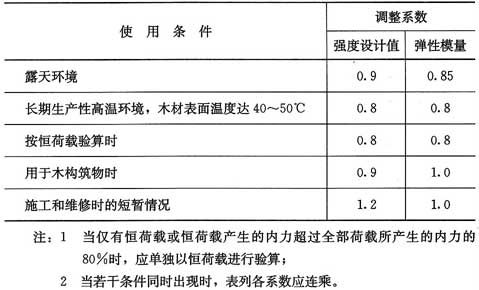 使 用 条 件
调整系数
强度设计值 弹性模量
露天环境 0.9 0.85
长期生产性高温环境，木材表面温度达 40～50℃ 0.8 0.8
按恒荷载验算时 0.8 0.8
用于木构筑物时 0.9 1.0
施工和维修时的短暂情况 1.2 1.0
注：1 当仅有恒荷载或恒荷载产生的内力超过全部荷载所产生的内力的
80%时，应单独以恒荷载进行验算；
2 当若干条件同时出现时，表列各系数应连乘。